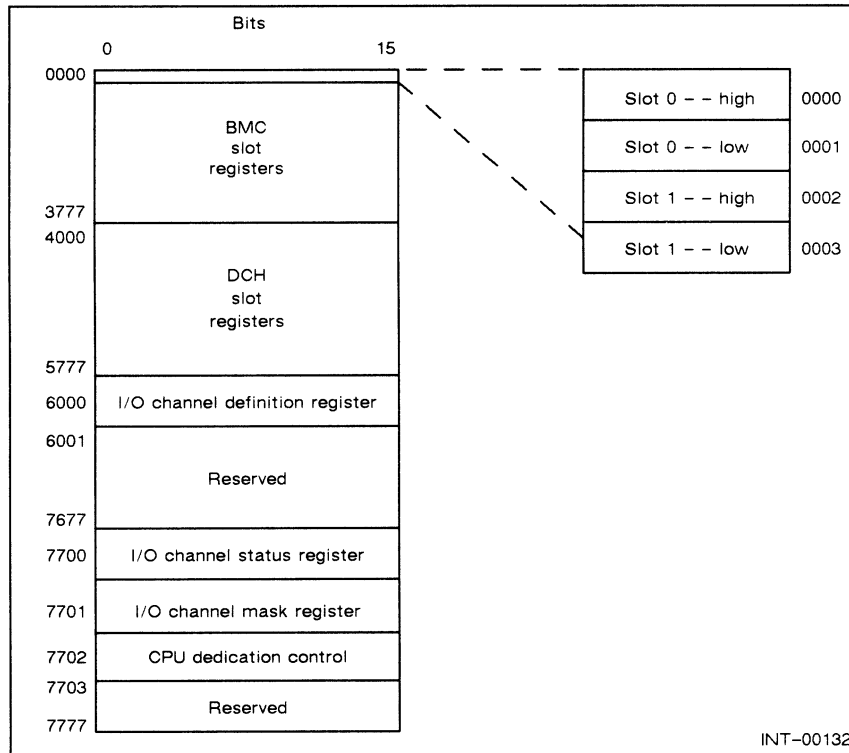 Bits
0 15
0000
BMC
slot
registers
3777
4000
DCH
slot
registers
5777
6000 I/O channel definition register
6001
Reserved
7677
7700 I/O channel status register
7701 I/O channel mask register
7702 CPU dedication control
7703
Reserved
7777
Slot 0 - - high 0000
Slot 0 - - low 0001
Slot 1 - - high 0002
Slot 1 - - low 0003
INT-00132